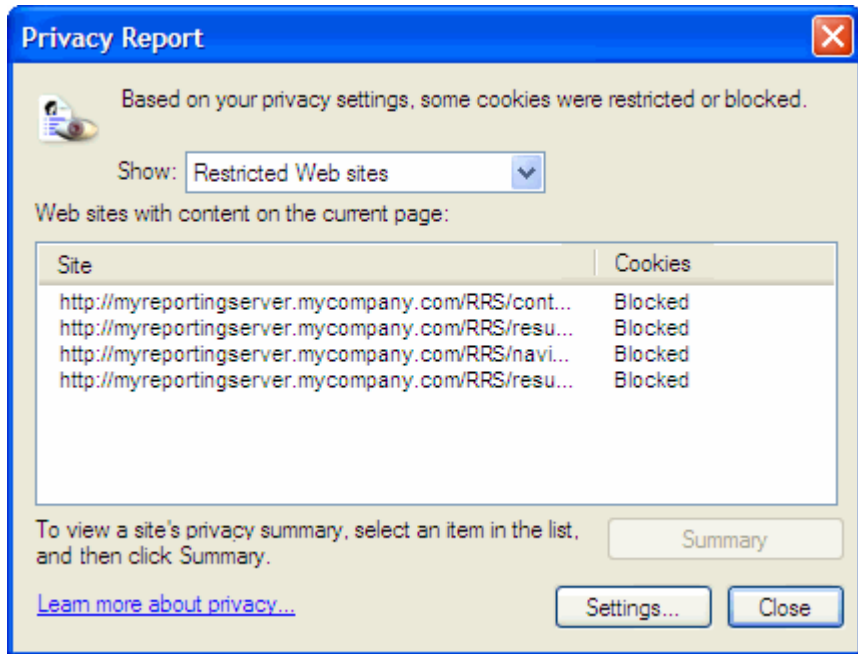 Privacy Report
Based on your privacy settings, some cookies were restricted or blocked.
Show: Restricted Web sites
Web sites with content on the current page:
Site Cookies
http://myreportingserver.mycompany.com/RRS/cont... Blocked
http://myreportingserver.mycompany.com/RRS/resu... Blocked
http://myreportingserver.mycompany.com/RRS/navi... Blocked
http://myreportingserver.mycompany.com/RRS/resu... Blocked
To view a site's privacy summary, select an item in the list,
and then click Summary.
Summary
Learn more about privacy...
Settings... Close